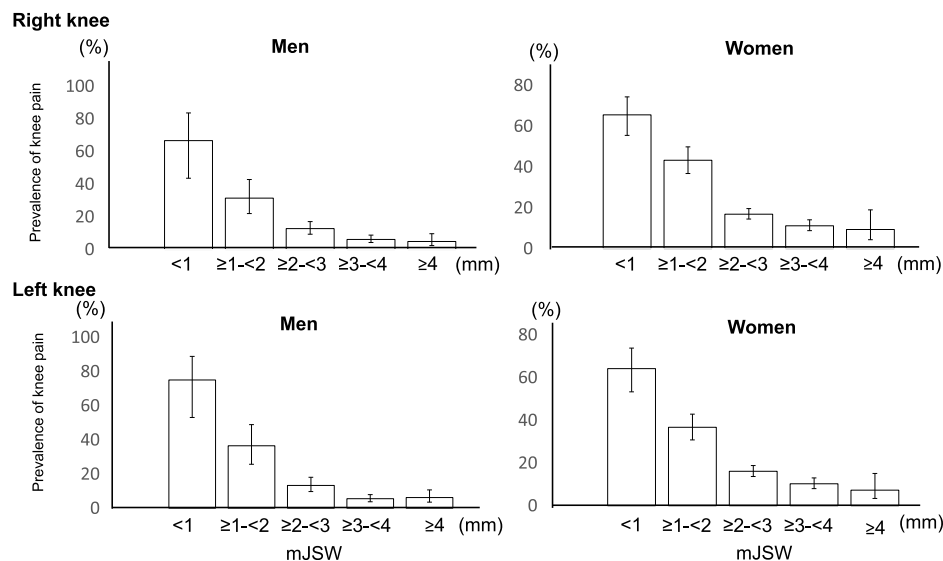 Right knee
(%) Men
Prevalence of knee pain
100
80
60
40
20
0
<1 ≥1-<2 ≥2-<3 ≥3-<4 ≥4 (mm)
(%) Women
80
60
40
20
0
<1 ≥1-<2 ≥2-<3 ≥3-<4 ≥4 (mm)
Left knee
(%) Men
Prevalence of knee pain
100
80
60
40
20
0
<1 ≥1-<2 ≥2-<3 ≥3-<4 ≥4 (mm)
mJSW
(%) Women
80
60
40
20
0
<1 ≥1-<2 ≥2-<3 ≥3-<4 ≥4 (mm)
mJSW